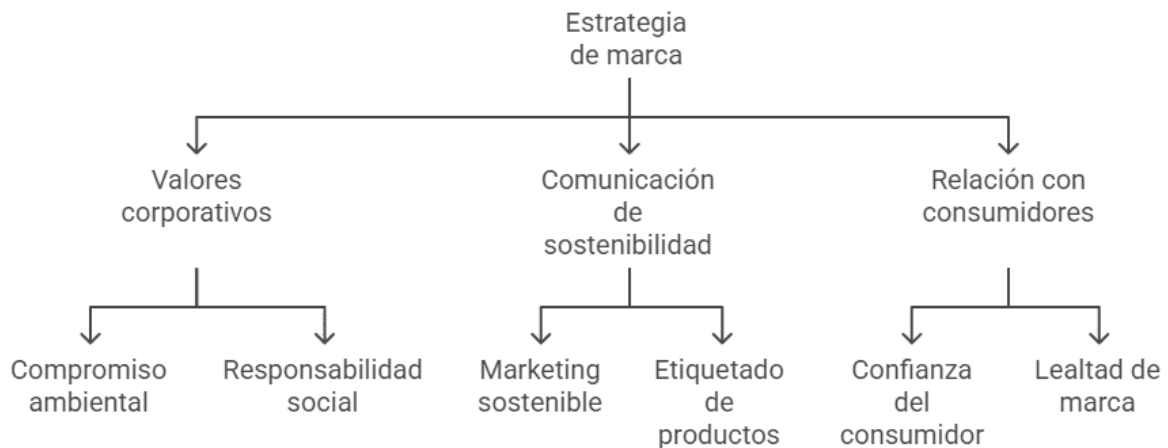 Estrategia
de marca
Valores
corporativos
Comunicación
de
sostenibilidad
Relación con
consumidores
Compromiso
ambiental
Responsabilidad
social
Marketing
sostenible
Etiquetado
de
productos
Confianza
del
consumidor
Lealtad de
marca